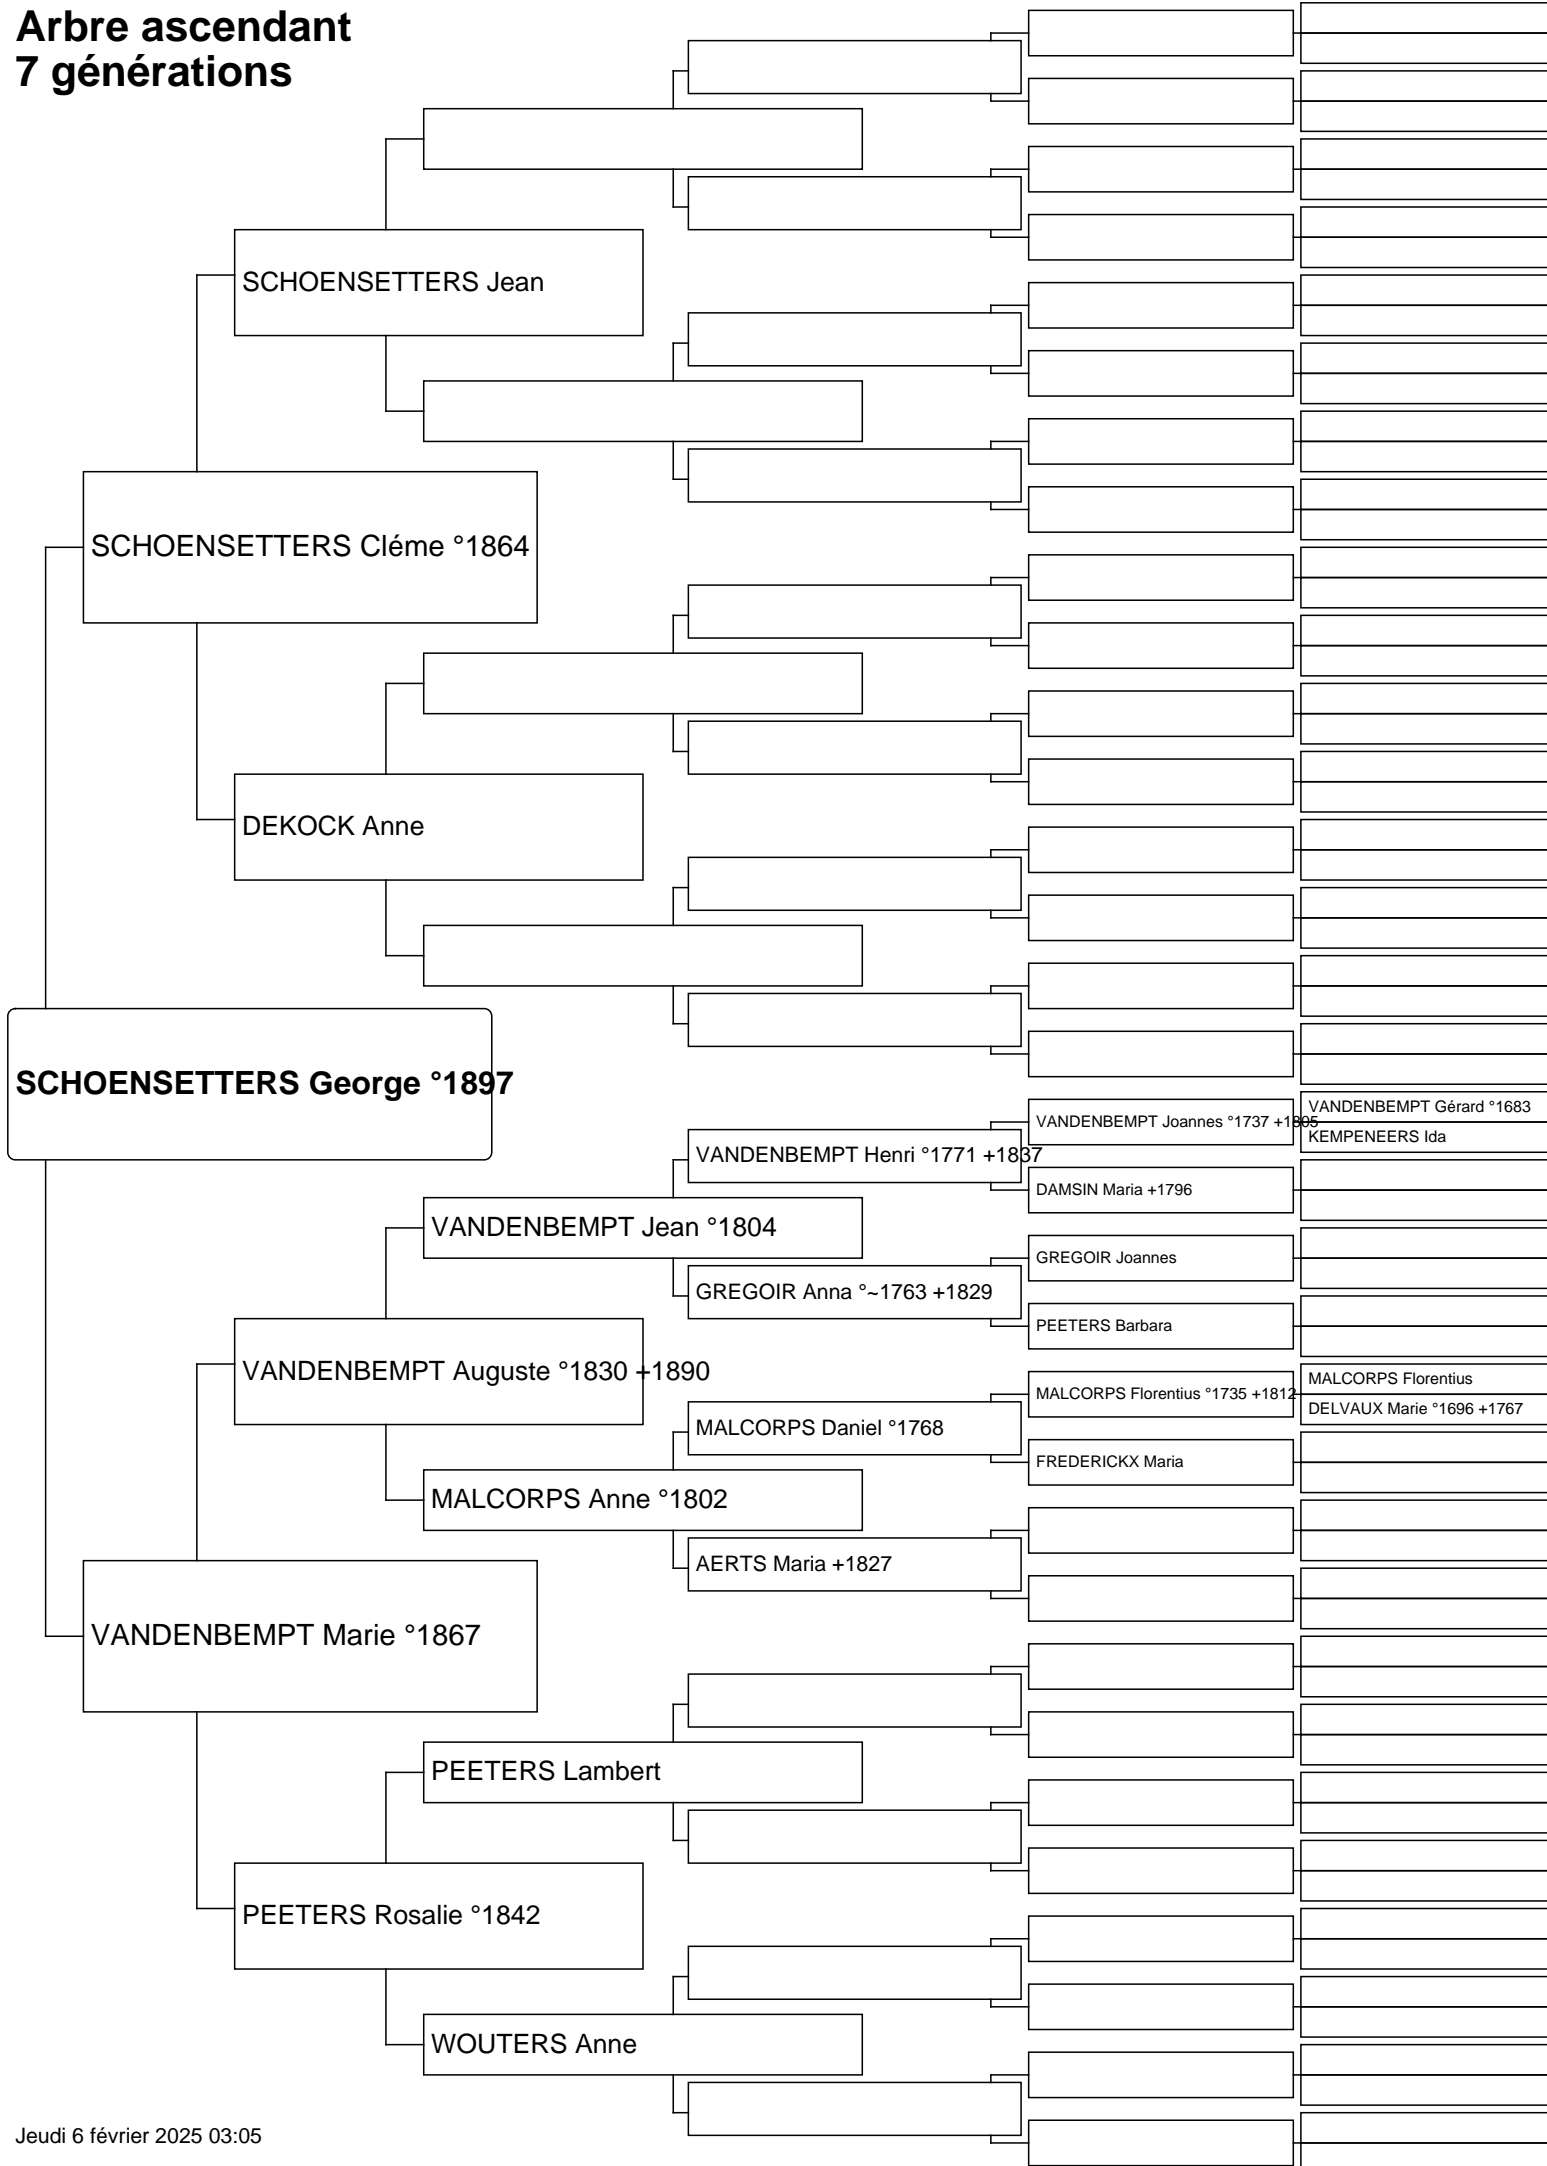 Arbre ascendant
7 générations
SCHOENSETTERS Jean
SCHOENSETTERS Cléme °1864
DEKOCK Anne
SCHOENSETTERS George °1897
VANDENBEMPT Joannes °1737 +1805
VANDENBEMPT Gérard °1683
KEMPENEERS Ida
VANDENBEMPT Henri °1771 +1837
DAMSIN Maria +1796
VANDENBEMPT Jean °1804
GREGOIR Joannes
GREGOIR Anna °~1763 +1829
PEETERS Barbara
VANDENBEMPT Auguste °1830 +1890
MALCORPS Florentius °1735 +1812
MALCORPS Florentius
DELVAUX Marie °1696 +1767
MALCORPS Daniel °1768
FREDERICKX Maria
MALCORPS Anne °1802
AERTS Maria +1827
VANDENBEMPT Marie °1867
PEETERS Lambert
PEETERS Rosalie °1842
WOUTERS Anne
Jeudi 6 février 2025 03:05